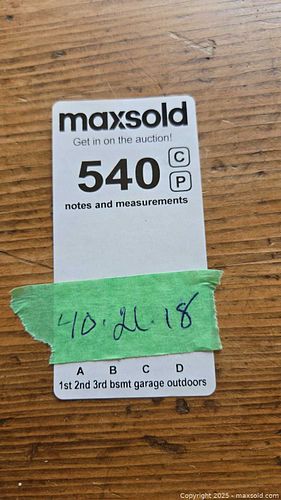 maxsold
Get in on the auction!
540 C
P
notes and measurements
40.26.18
A B C D
1st 2nd 3rd bsmt garage outdoors
Copyright 2025 - maxsold.com